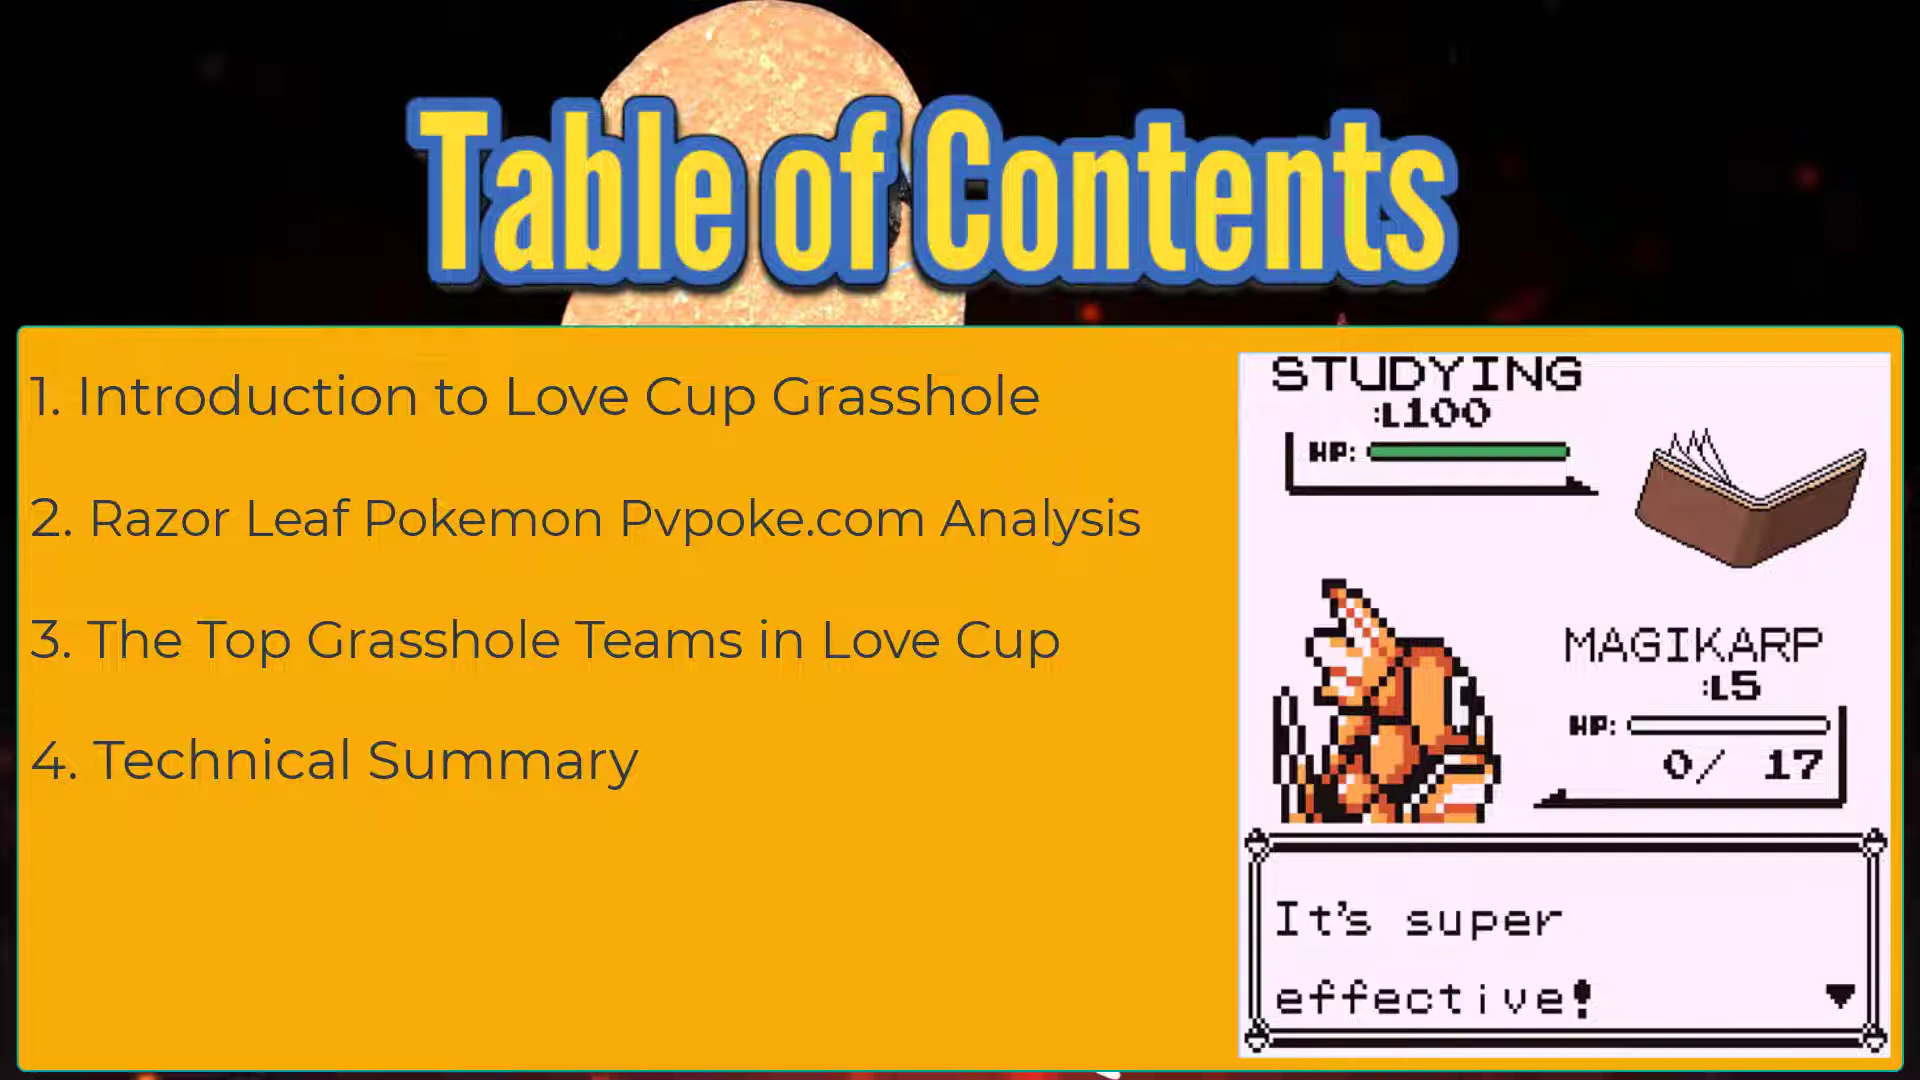 Table of Contents
1. Introduction to Love Cup Grasshole
2. Razor Leaf Pokemon Pvpoke.com Analysis
3. The Top Grasshole Teams in Love Cup
4. Technical Summary
STUDYING
:L100
HP:
MAGIKARP
:L5
HP:
0/ 17
It's super
effective!